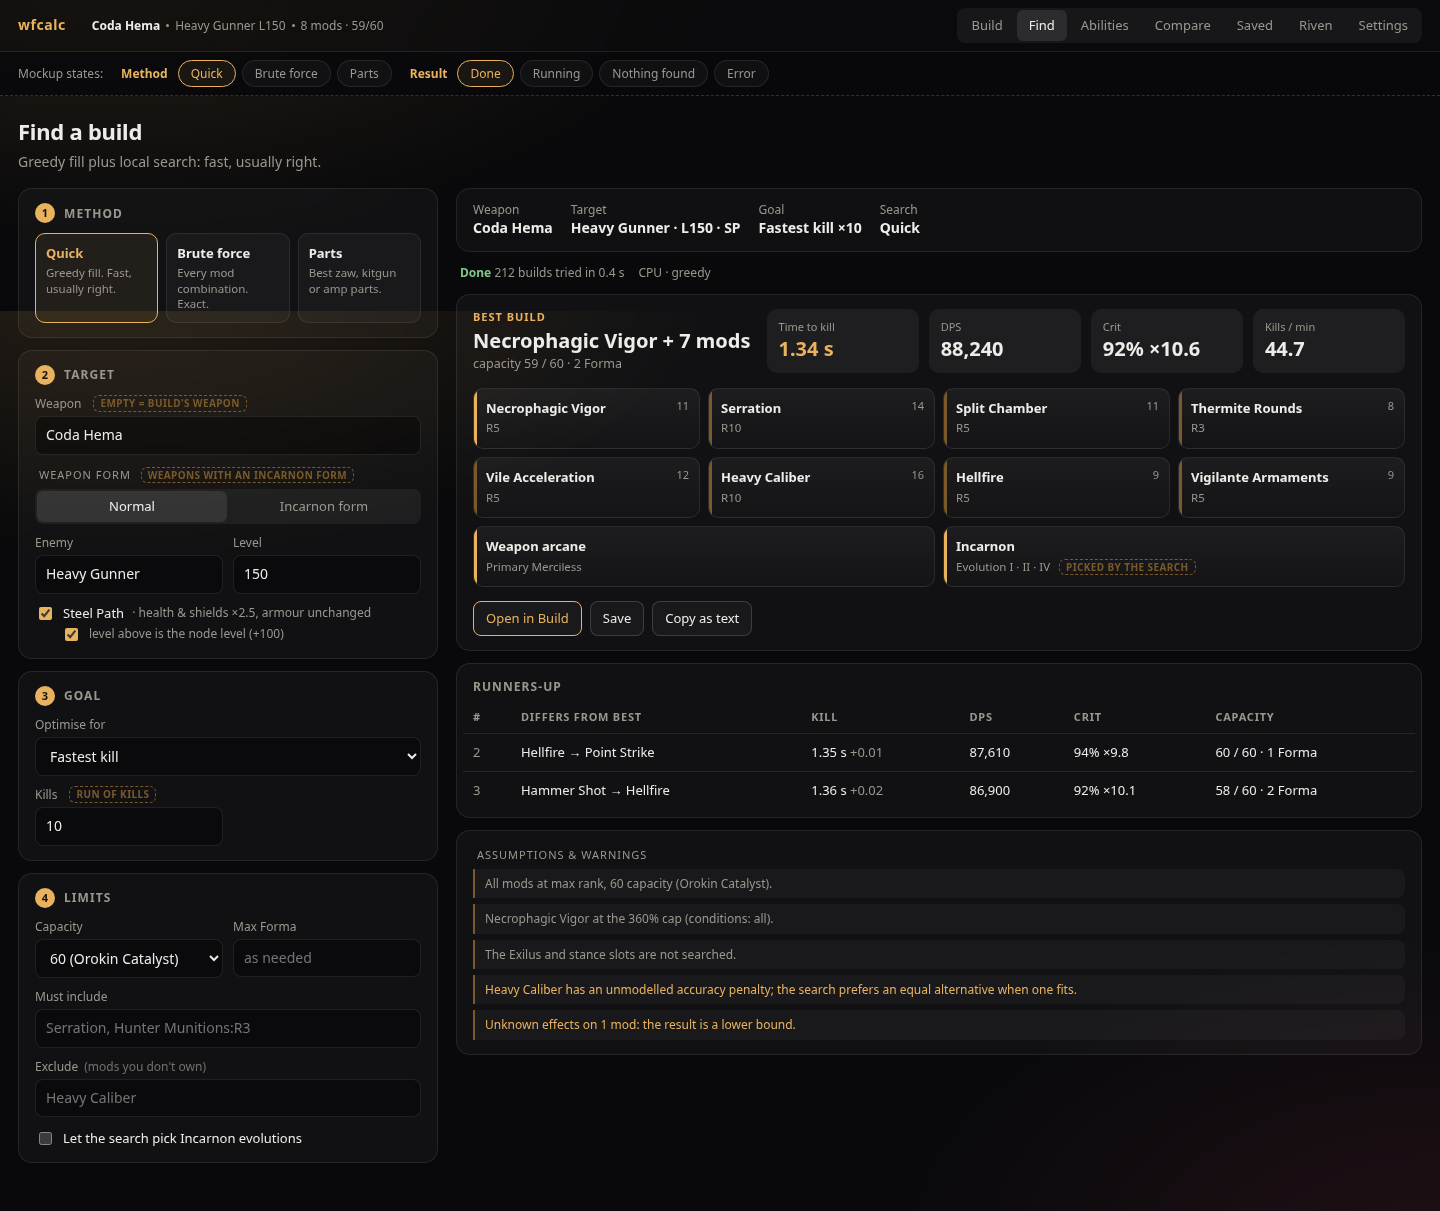 wfcalc
Coda Hema • Heavy Gunner L150 • 8 mods · 59/60
Build Find Abilities Compare Saved Riven Settings
Mockup states: Method Quick Brute force Parts Result Done Running Nothing found Error
Find a build
Greedy fill plus local search: fast, usually right.
1 METHOD
Quick
Greedy fill. Fast,
usually right.
Brute force
Every mod
combination.
Exact.
Parts
Best zaw, kitgun
or amp parts.
2 TARGET
Weapon EMPTY = BUILD'S WEAPON
Coda Hema
WEAPON FORM WEAPONS WITH AN INCARNON FORM
Normal Incarnon form
Enemy Level
Heavy Gunner 150
Steel Path · health & shields ×2.5, armour unchanged
level above is the node level (+100)
3 GOAL
Optimise for
Fastest kill
Kills RUN OF KILLS
10
4 LIMITS
Capacity Max Forma
60 (Orokin Catalyst) as needed
Must include
Serration, Hunter Munitions:R3
Exclude (mods you don't own)
Heavy Caliber
Let the search pick Incarnon evolutions
Weapon Target Goal Search
Coda Hema Heavy Gunner · L150 · SP Fastest kill ×10 Quick
Done 212 builds tried in 0.4 s CPU · greedy
BEST BUILD
Necrophagic Vigor + 7 mods
capacity 59 / 60 · 2 Forma
Time to kill
1.34 s
DPS
88,240
Crit
92% ×10.6
Kills / min
44.7
Necrophagic Vigor 11
R5
Serration 14
R10
Split Chamber 11
R5
Thermite Rounds 8
R3
Vile Acceleration 12
R5
Heavy Caliber 16
R10
Hellfire 9
R5
Vigilante Armaments 9
R5
Weapon arcane
Primary Merciless
Incarnon
Evolution I · II · IV PICKED BY THE SEARCH
Open in Build Save Copy as text
RUNNERS-UP
# DIFFERS FROM BEST KILL DPS CRIT CAPACITY
2 Hellfire → Point Strike 1.35 s +0.01 87,610 94% ×9.8 60 / 60 · 1 Forma
3 Hammer Shot → Hellfire 1.36 s +0.02 86,900 92% ×10.1 58 / 60 · 2 Forma
ASSUMPTIONS & WARNINGS
All mods at max rank, 60 capacity (Orokin Catalyst).
Necrophagic Vigor at the 360% cap (conditions: all).
The Exilus and stance slots are not searched.
Heavy Caliber has an unmodelled accuracy penalty; the search prefers an equal alternative when one fits.
Unknown effects on 1 mod: the result is a lower bound.